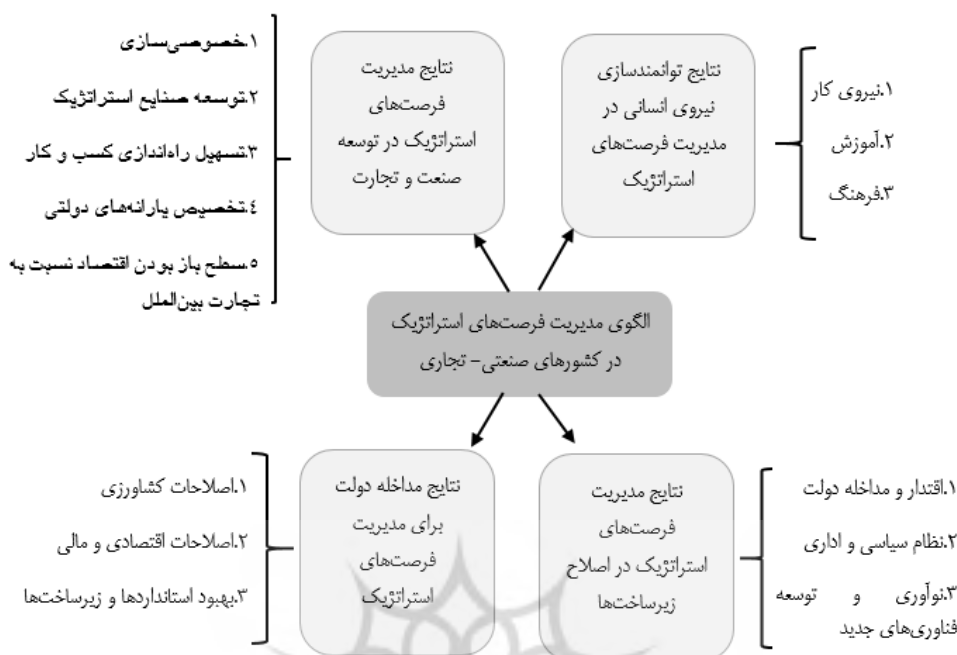 نتایج توانمندسازی
نیروی انسانی در
مدیریت فرصت‌های
استراتژیک
۱.نیروی کار
۲.آموزش
۳.فرهنگ
نتایج مدیریت
فرصت‌های
استراتژیک در توسعه
صنعت و تجارت
۱.خصوصی‌سازی
۲.توسعه صنایع استراتژیک
۳.تسهیل راه‌اندازی کسب و کار
۴.تخصیص یارانه‌های دولتی
۵.سطح باز بودن اقتصاد نسبت به
تجارت بین‌الملل
الگوی مدیریت فرصت‌های استراتژیک
در کشورهای صنعتی- تجاری
نتایج مدیریت
فرصت‌های
استراتژیک در اصلاح
زیرساخت‌ها
۱.اقتدار و مداخله دولت
۲.نظام سیاسی و اداری
۳.نوآوری و توسعه
فناوری‌های جدید
نتایج مداخله دولت
برای مدیریت
فرصت‌های
استراتژیک
۱.اصلاحات کشاورزی
۲.اصلاحات اقتصادی و مالی
۳.بهبود استانداردها و زیرساخت‌ها